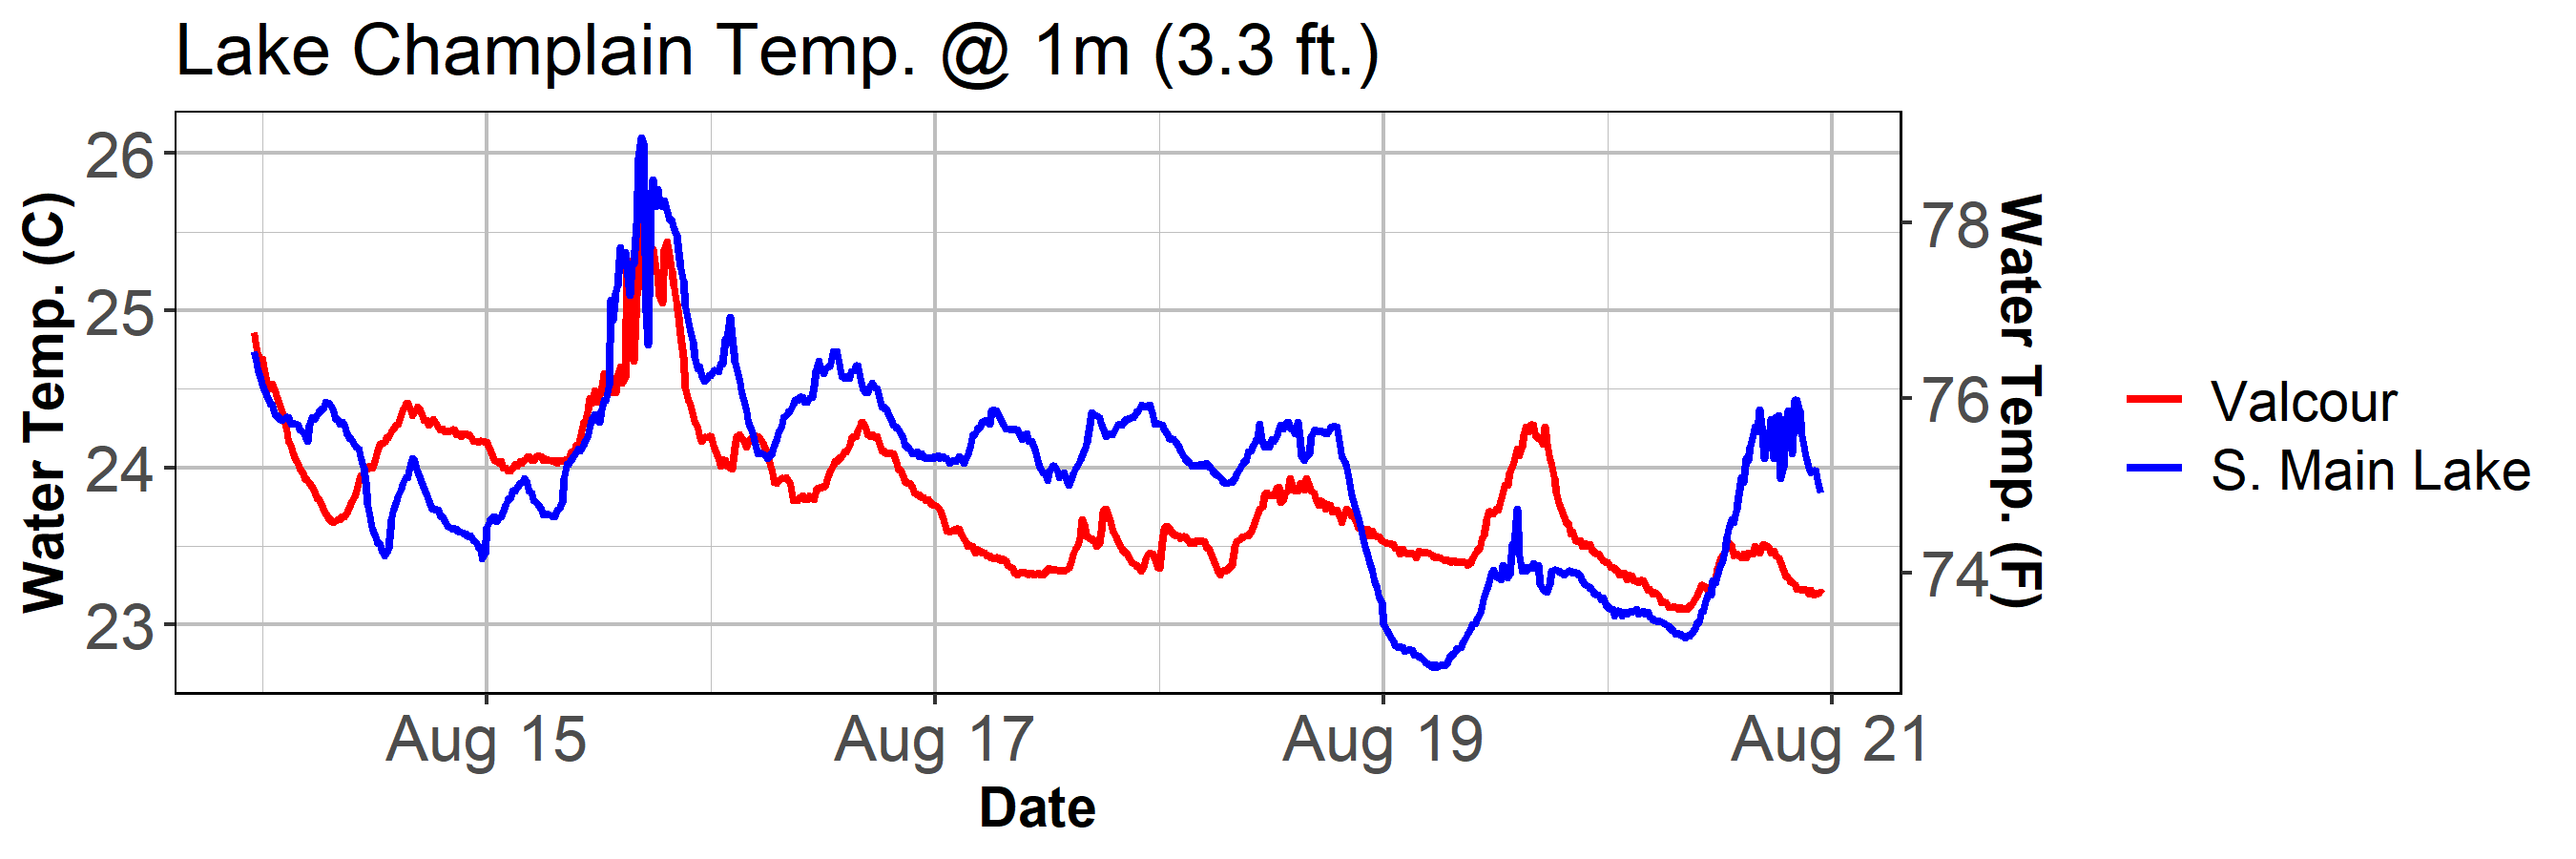 Lake Champlain Temp. @ 1m (3.3 ft.)
Water Temp. (C)
26
25
24
23
78
76
74
Water Temp. (F)
Aug 15
Aug 17
Aug 19
Aug 21
Date
Valcour
S. Main Lake